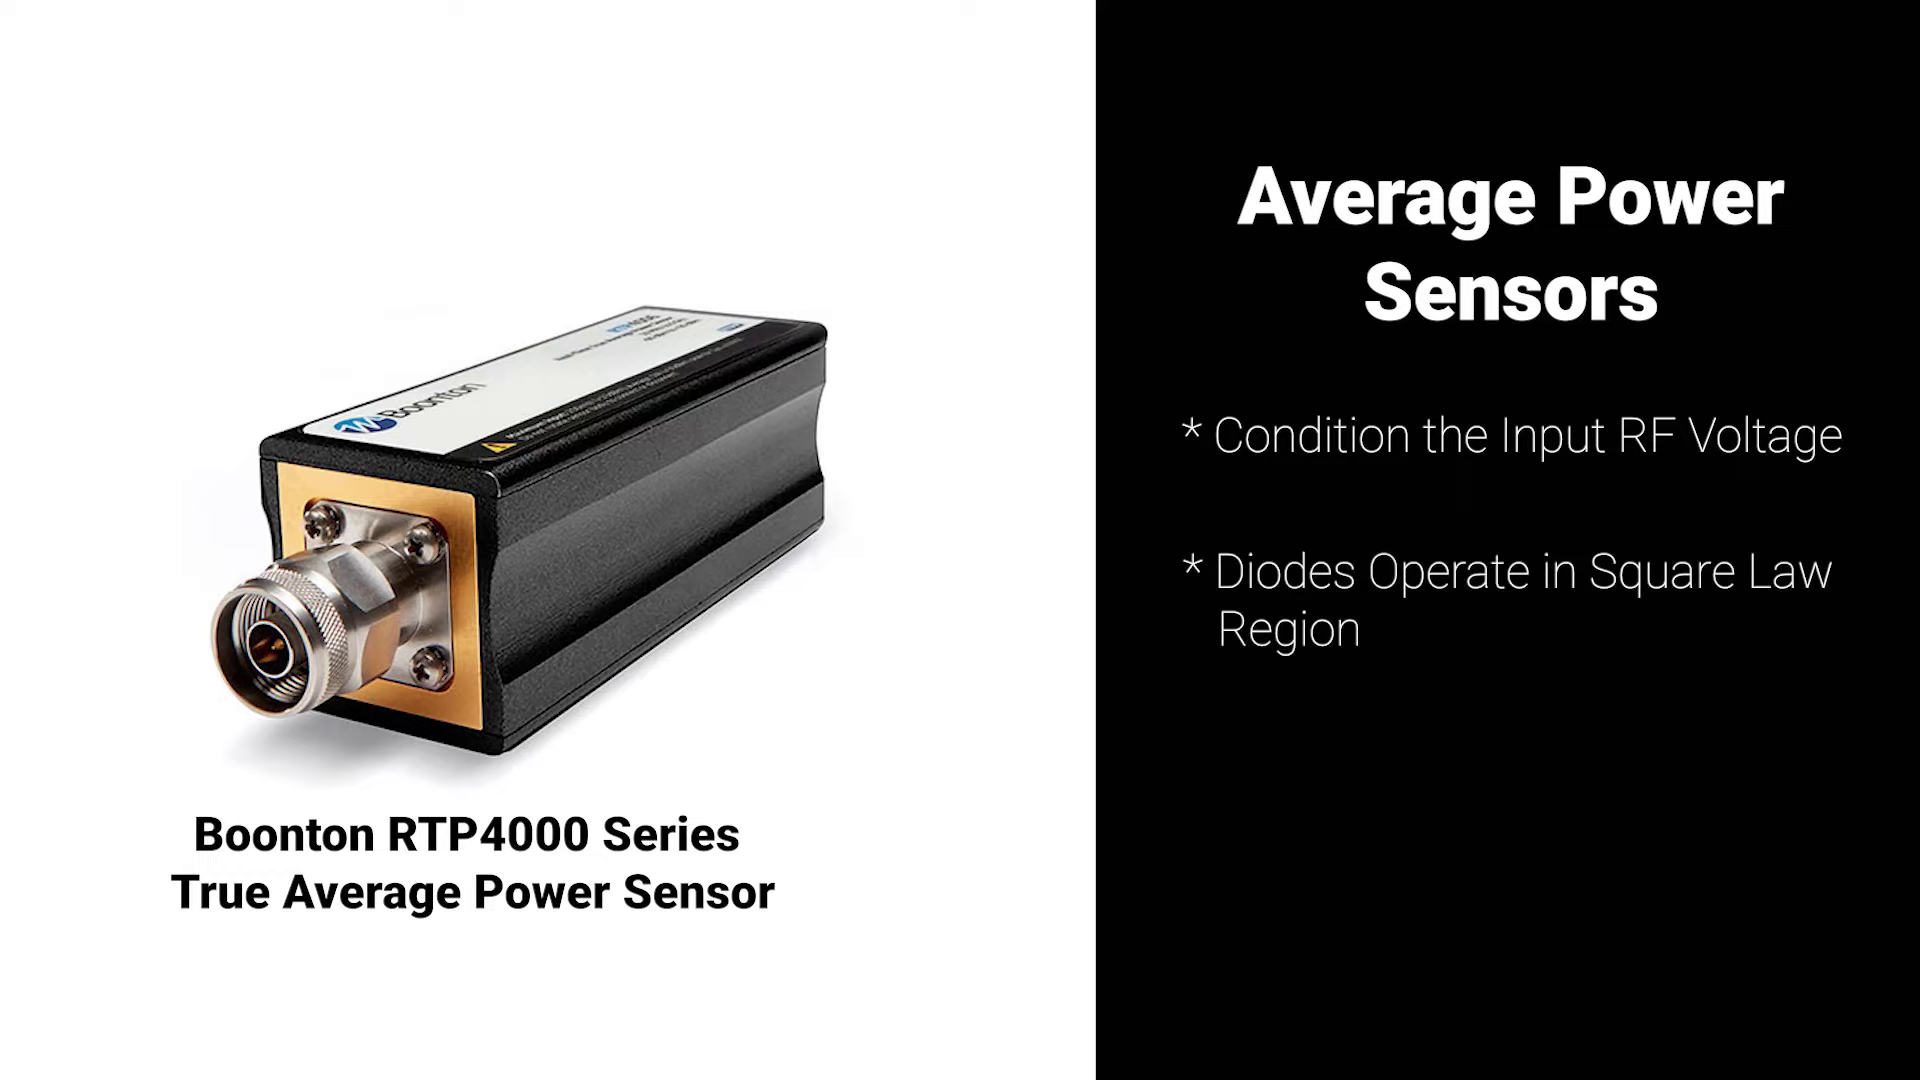 Average Power
Sensors
* Condition the Input RF Voltage
* Diodes Operate in Square Law
Region
RTP4006
Boonton
Boonton RTP4000 Series
True Average Power Sensor